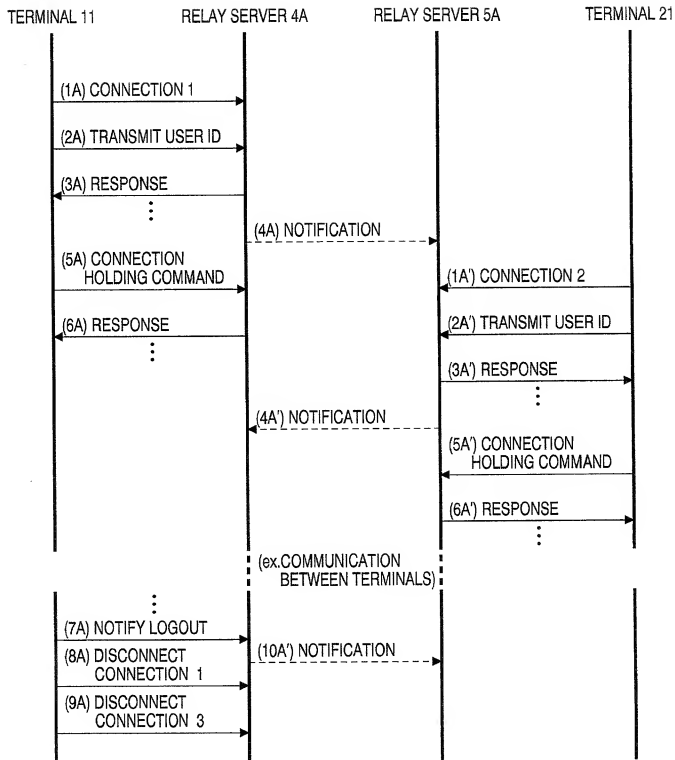 TERMINAL 11
RELAY SERVER 4A
RELAY SERVER 5A
TERMINAL 21
(1A) CONNECTION 1
(2A) TRANSMIT USER ID
(3A) RESPONSE
(4A) NOTIFICATION
(5A) CONNECTION
HOLDING COMMAND
(1A') CONNECTION 2
(6A) RESPONSE
(2A') TRANSMIT USER ID
(3A') RESPONSE
(4A') NOTIFICATION
(5A') CONNECTION
HOLDING COMMAND
(6A') RESPONSE
(ex.COMMUNICATION
BETWEEN TERMINALS)
(7A) NOTIFY LOGOUT
(10A') NOTIFICATION
(8A) DISCONNECT
CONNECTION 1
(9A) DISCONNECT
CONNECTION 3